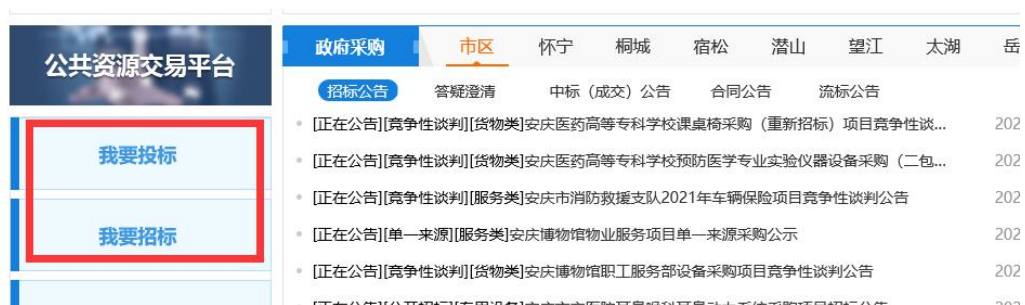 公共资源交易平台
我要投标
我要招标
政府采购 市区 怀宁 桐城 宿松 潜山 望江 太湖
招标公告 答疑澄清 中标（成交）公告 合同公告 流标公告
[正在公告][竞争性谈判][货物类]安庆医药高等专科学校课桌椅采购（重新招标）项目竞争性谈... 202
[正在公告][竞争性谈判][货物类]安庆医药高等专科学校预防医学专业实验仪器设备采购（二包... 202
[正在公告][竞争性谈判][服务类]安庆市消防救援支队2021年车辆保险项目竞争性谈判公告 202
[正在公告][单一来源][服务类]安庆博物馆物业服务项目单一来源采购公示 202
[正在公告][竞争性谈判][货物类]安庆博物馆职工服务部设备采购项目竞争性谈判公告 202